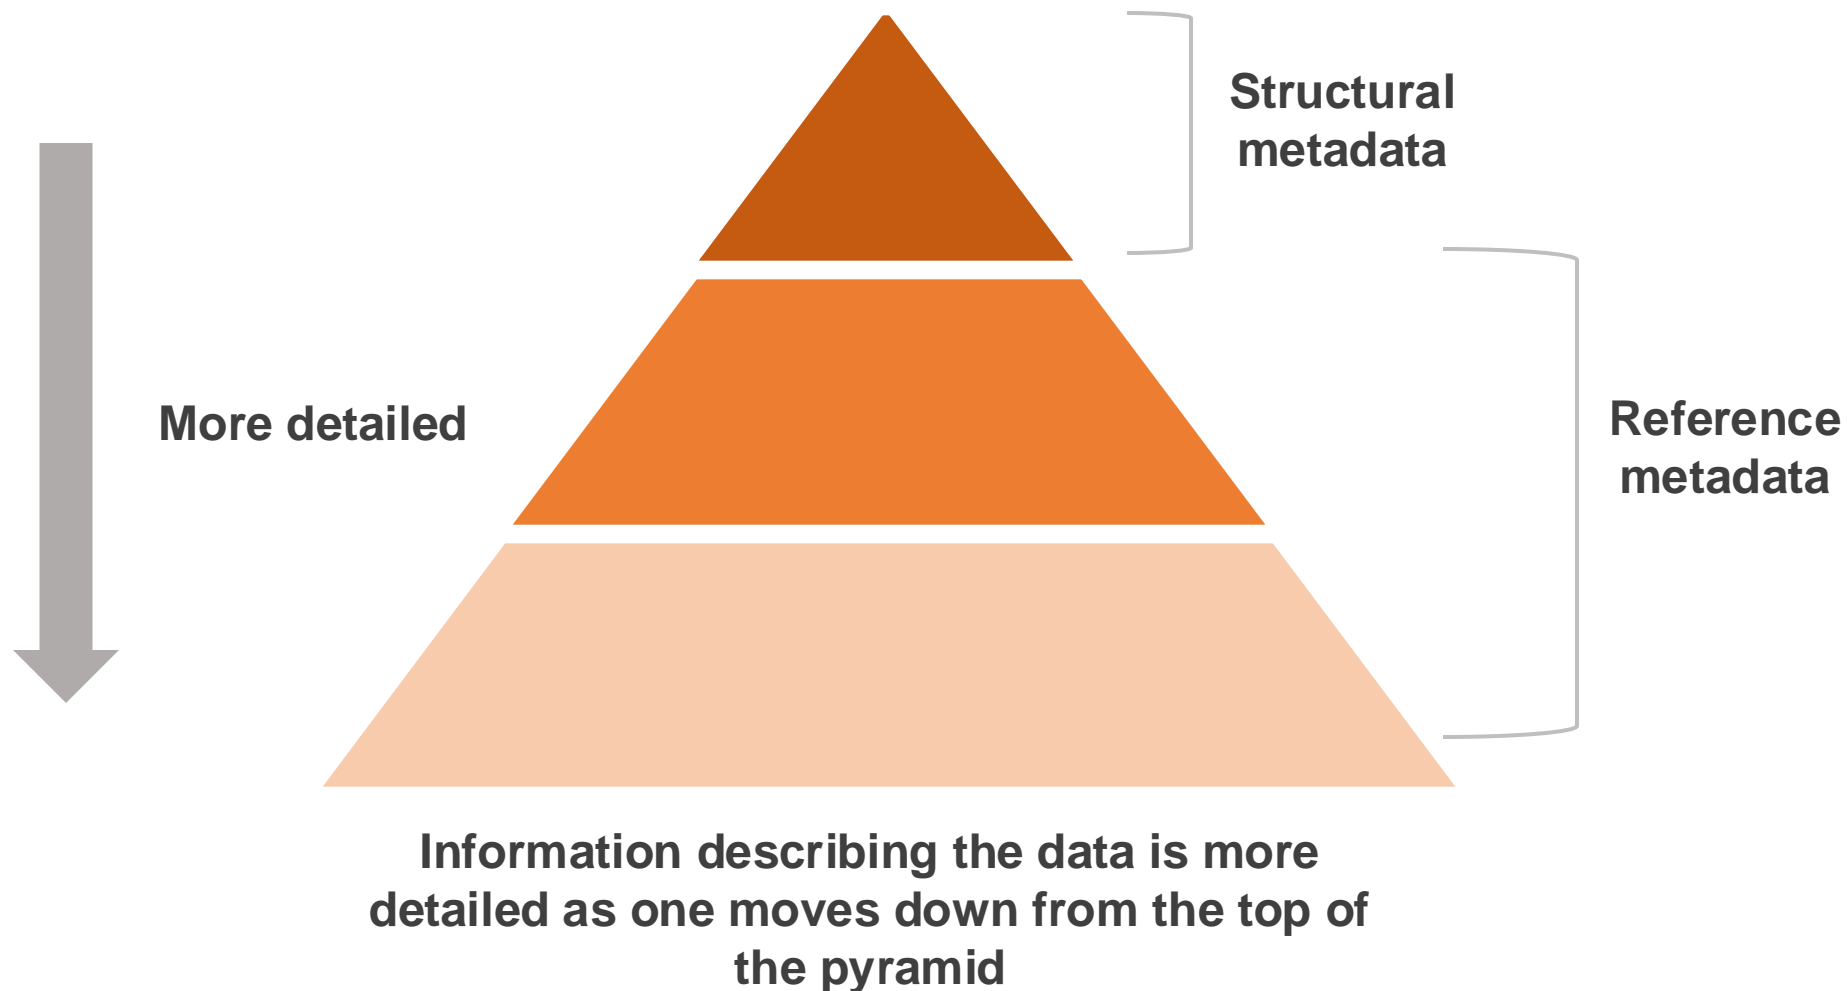 Structural
metadata
More detailed
Reference
metadata
Information describing the data is more
detailed as one moves down from the top of
the pyramid